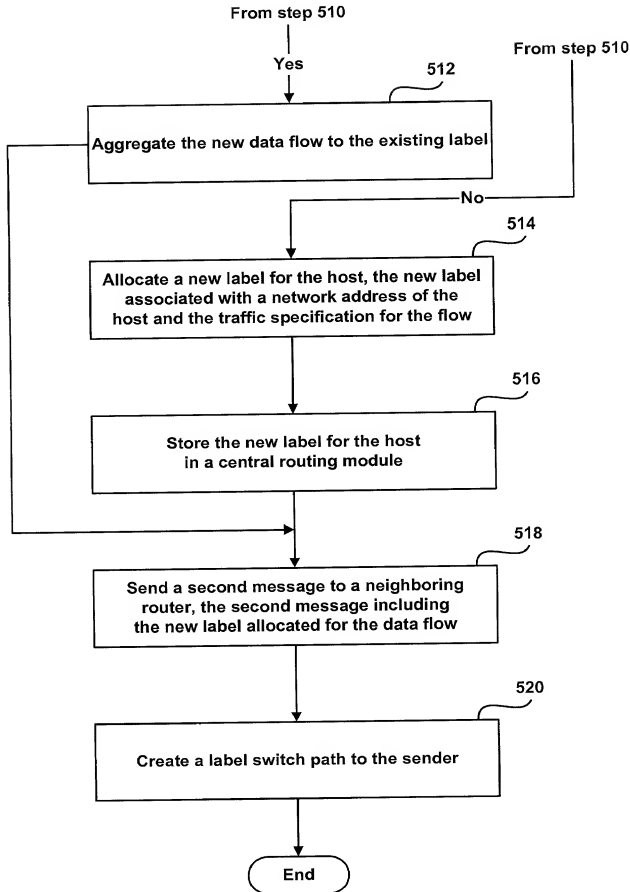 From step 510
From step 510
Yes
512
Aggregate the new data flow to the existing label
No
514
Allocate a new label for the host, the new label
associated with a network address of the
host and the traffic specification for the flow
516
Store the new label for the host
in a central routing module
518
Send a second message to a neighboring
router, the second message including
the new label allocated for the data flow
520
Create a label switch path to the sender
End